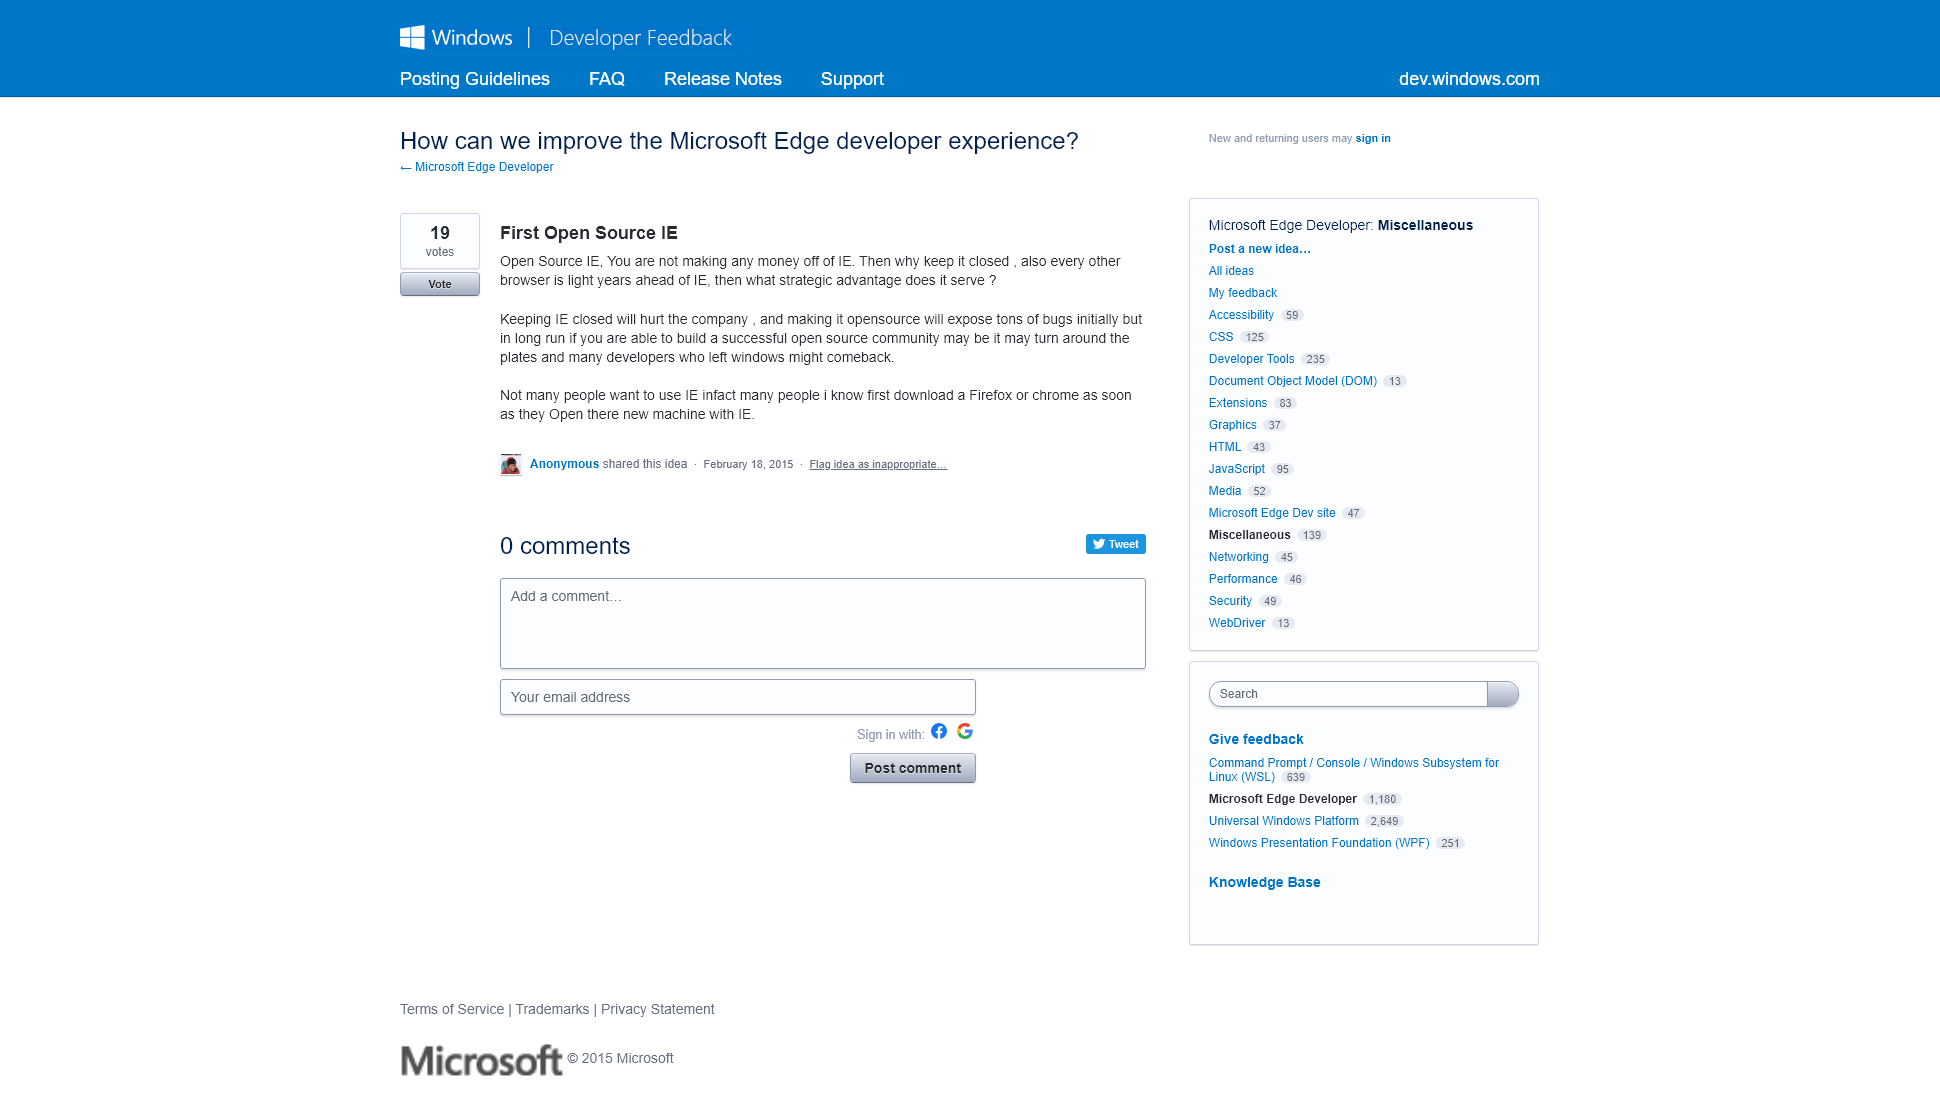 Windows | Developer Feedback
Posting Guidelines FAQ Release Notes Support dev.windows.com
How can we improve the Microsoft Edge developer experience?
← Microsoft Edge Developer
New and returning users may sign in
19
votes
Vote
First Open Source IE
Open Source IE, You are not making any money off of IE. Then why keep it closed , also every other
browser is light years ahead of IE, then what strategic advantage does it serve ?
Keeping IE closed will hurt the company , and making it opensource will expose tons of bugs initially but
in long run if you are able to build a successful open source community may be it may turn around the
plates and many developers who left windows might comeback.
Not many people want to use IE infact many people i know first download a Firefox or chrome as soon
as they Open there new machine with IE.
Anonymous shared this idea · February 18, 2015 · Flag idea as inappropriate…
0 comments
Tweet
Add a comment…
Your email address
Sign in with:
Post comment
Microsoft Edge Developer: Miscellaneous
Post a new idea…
All ideas
My feedback
Accessibility 59
CSS 125
Developer Tools 235
Document Object Model (DOM) 13
Extensions 83
Graphics 37
HTML 43
JavaScript 95
Media 52
Microsoft Edge Dev site 47
Miscellaneous 139
Networking 45
Performance 46
Security 49
WebDriver 13
Search
Give feedback
Command Prompt / Console / Windows Subsystem for
Linux (WSL) 639
Microsoft Edge Developer 1,180
Universal Windows Platform 2,649
Windows Presentation Foundation (WPF) 251
Knowledge Base
Terms of Service | Trademarks | Privacy Statement
Microsoft © 2015 Microsoft